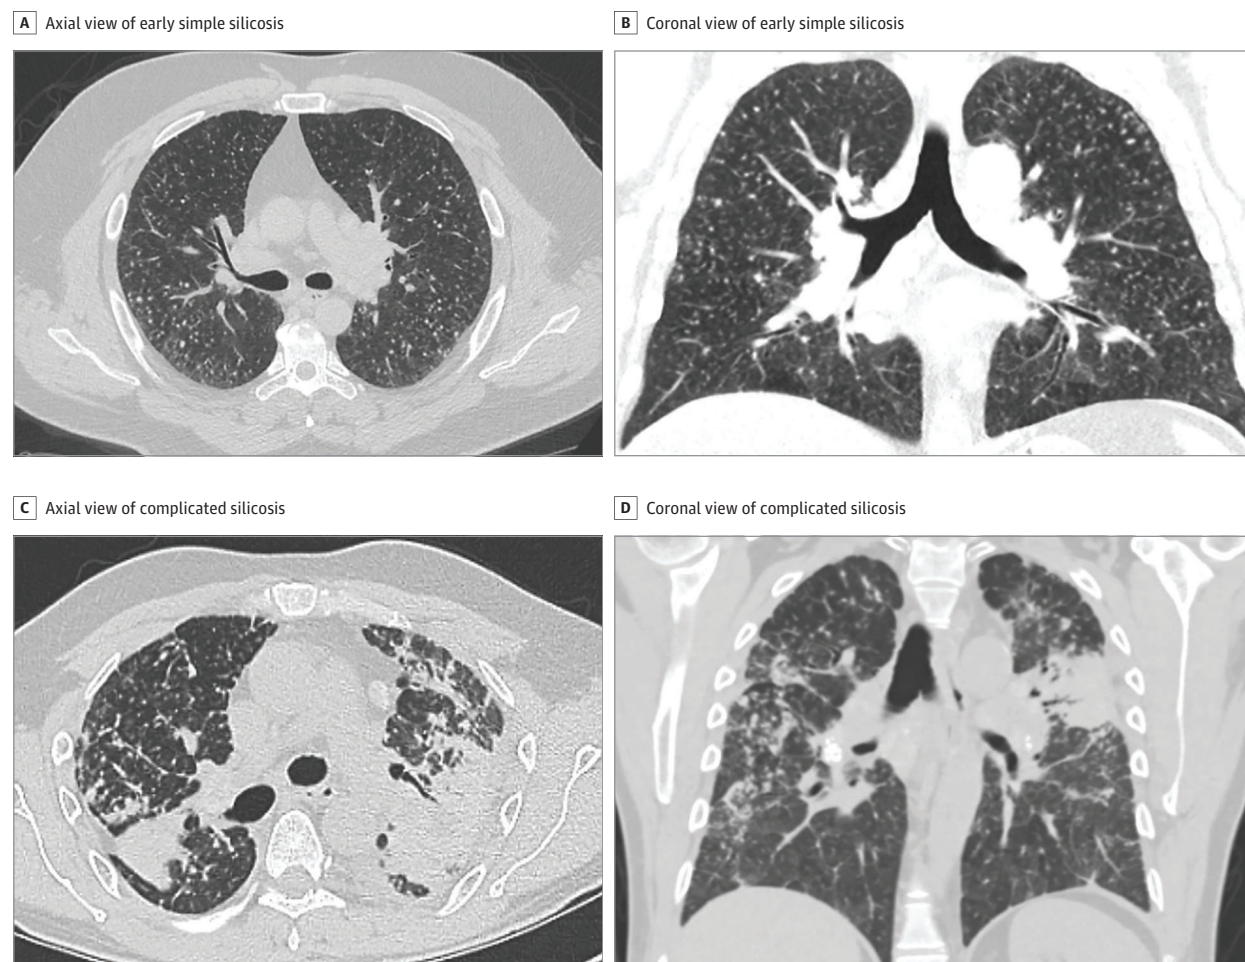 A Axial view of early simple silicosis
B Coronal view of early simple silicosis
C Axial view of complicated silicosis
D Coronal view of complicated silicosis